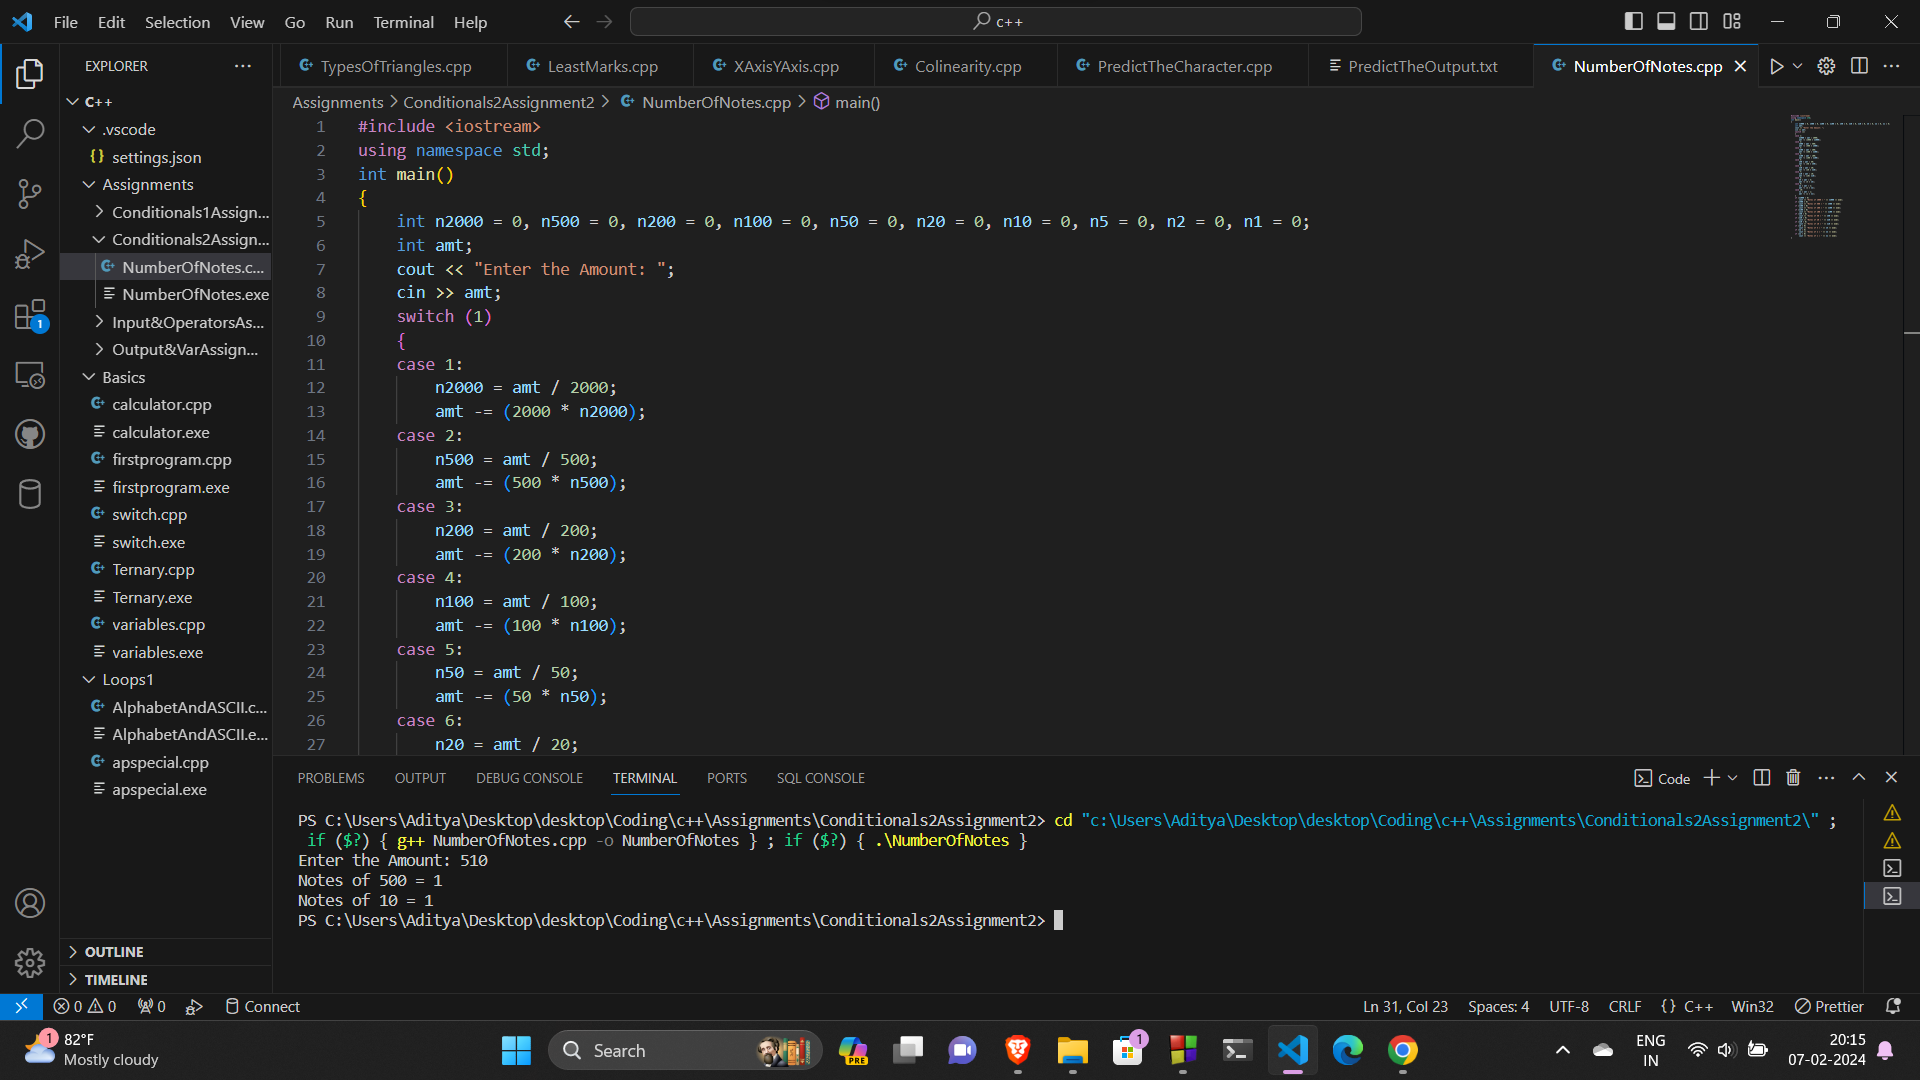 File Edit Selection View Go Run Terminal Help
c++
EXPLORER
TypesOfTriangles.cpp LeastMarks.cpp XAxisYAxis.cpp Colinearity.cpp PredictTheCharacter.cpp PredictTheOutput.txt NumberOfNotes.cpp
Assignments > Conditionals2Assignment2 > NumberOfNotes.cpp > main()
C++
.vscode
settings.json
Assignments
Conditionals1Assign...
Conditionals2Assign...
NumberOfNotes.c...
NumberOfNotes.exe
Input&OperatorsAs...
Output&VarAssign...
Basics
calculator.cpp
calculator.exe
firstprogram.cpp
firstprogram.exe
switch.cpp
switch.exe
Ternary.cpp
Ternary.exe
variables.cpp
variables.exe
Loops1
AlphabetAndASCII.c...
AlphabetAndASCII.e...
apspecial.cpp
apspecial.exe
OUTLINE
TIMELINE
1 #include <iostream>
2 using namespace std;
3 int main()
4 {
5 int n2000 = 0, n500 = 0, n200 = 0, n100 = 0, n50 = 0, n20 = 0, n10 = 0, n5 = 0, n2 = 0, n1 = 0;
6 int amt;
7 cout << "Enter the Amount: ";
8 cin >> amt;
9 switch (1)
10 {
11 case 1:
12 n2000 = amt / 2000;
13 amt -= (2000 * n2000);
14 case 2:
15 n500 = amt / 500;
16 amt -= (500 * n500);
17 case 3:
18 n200 = amt / 200;
19 amt -= (200 * n200);
20 case 4:
21 n100 = amt / 100;
22 amt -= (100 * n100);
23 case 5:
24 n50 = amt / 50;
25 amt -= (50 * n50);
26 case 6:
27 n20 = amt / 20;
PROBLEMS OUTPUT DEBUG CONSOLE TERMINAL PORTS SQL CONSOLE
Code
PS C:\Users\Aditya\Desktop\desktop\Coding\c++\Assignments\Conditionals2Assignment2> cd "c:\Users\Aditya\Desktop\desktop\Coding\c++\Assignments\Conditionals2Assignment2\" ;
if ($?) { g++ NumberOfNotes.cpp -o NumberOfNotes } ; if ($?) { .\NumberOfNotes }
Enter the Amount: 510
Notes of 500 = 1
Notes of 10 = 1
PS C:\Users\Aditya\Desktop\desktop\Coding\c++\Assignments\Conditionals2Assignment2>
1
0 0 0 Connect
Ln 31, Col 23 Spaces: 4 UTF-8 CRLF {} C++ Win32 Prettier
1
82°F
Mostly cloudy
Search
PRE
1
ENG
IN
20:15
07-02-2024